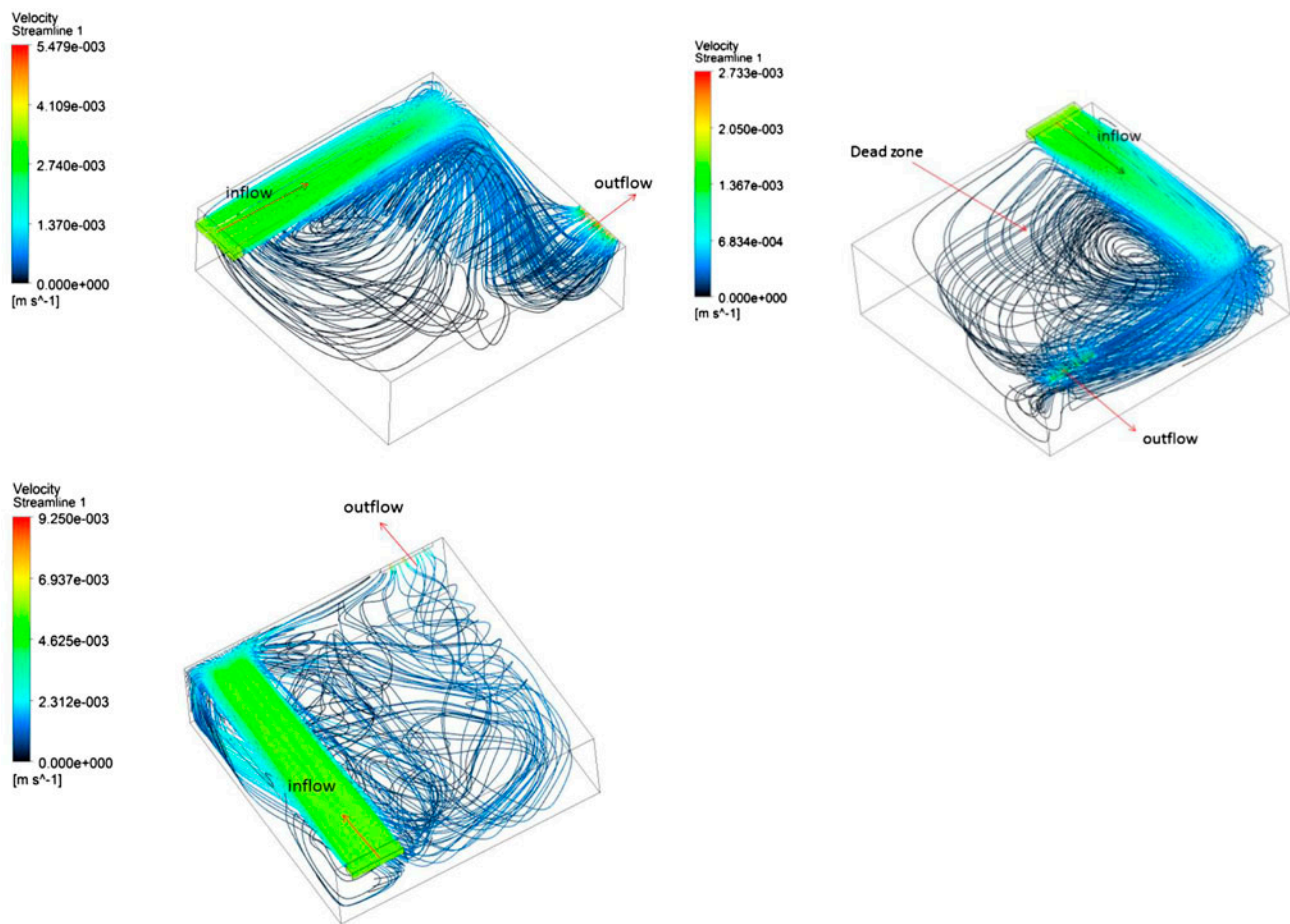 Velocity
Streamline 1
5.479e-003
4.109e-003
2.740e-003
1.370e-003
0.000e+000
[m s^-1]
inflow
outflow
Velocity
Streamline 1
2.733e-003
2.050e-003
1.367e-003
6.834e-004
0.000e+000
[m s^-1]
inflow
Dead zone
outflow
Velocity
Streamline 1
9.250e-003
6.937e-003
4.625e-003
2.312e-003
0.000e+000
[m s^-1]
outflow
inflow